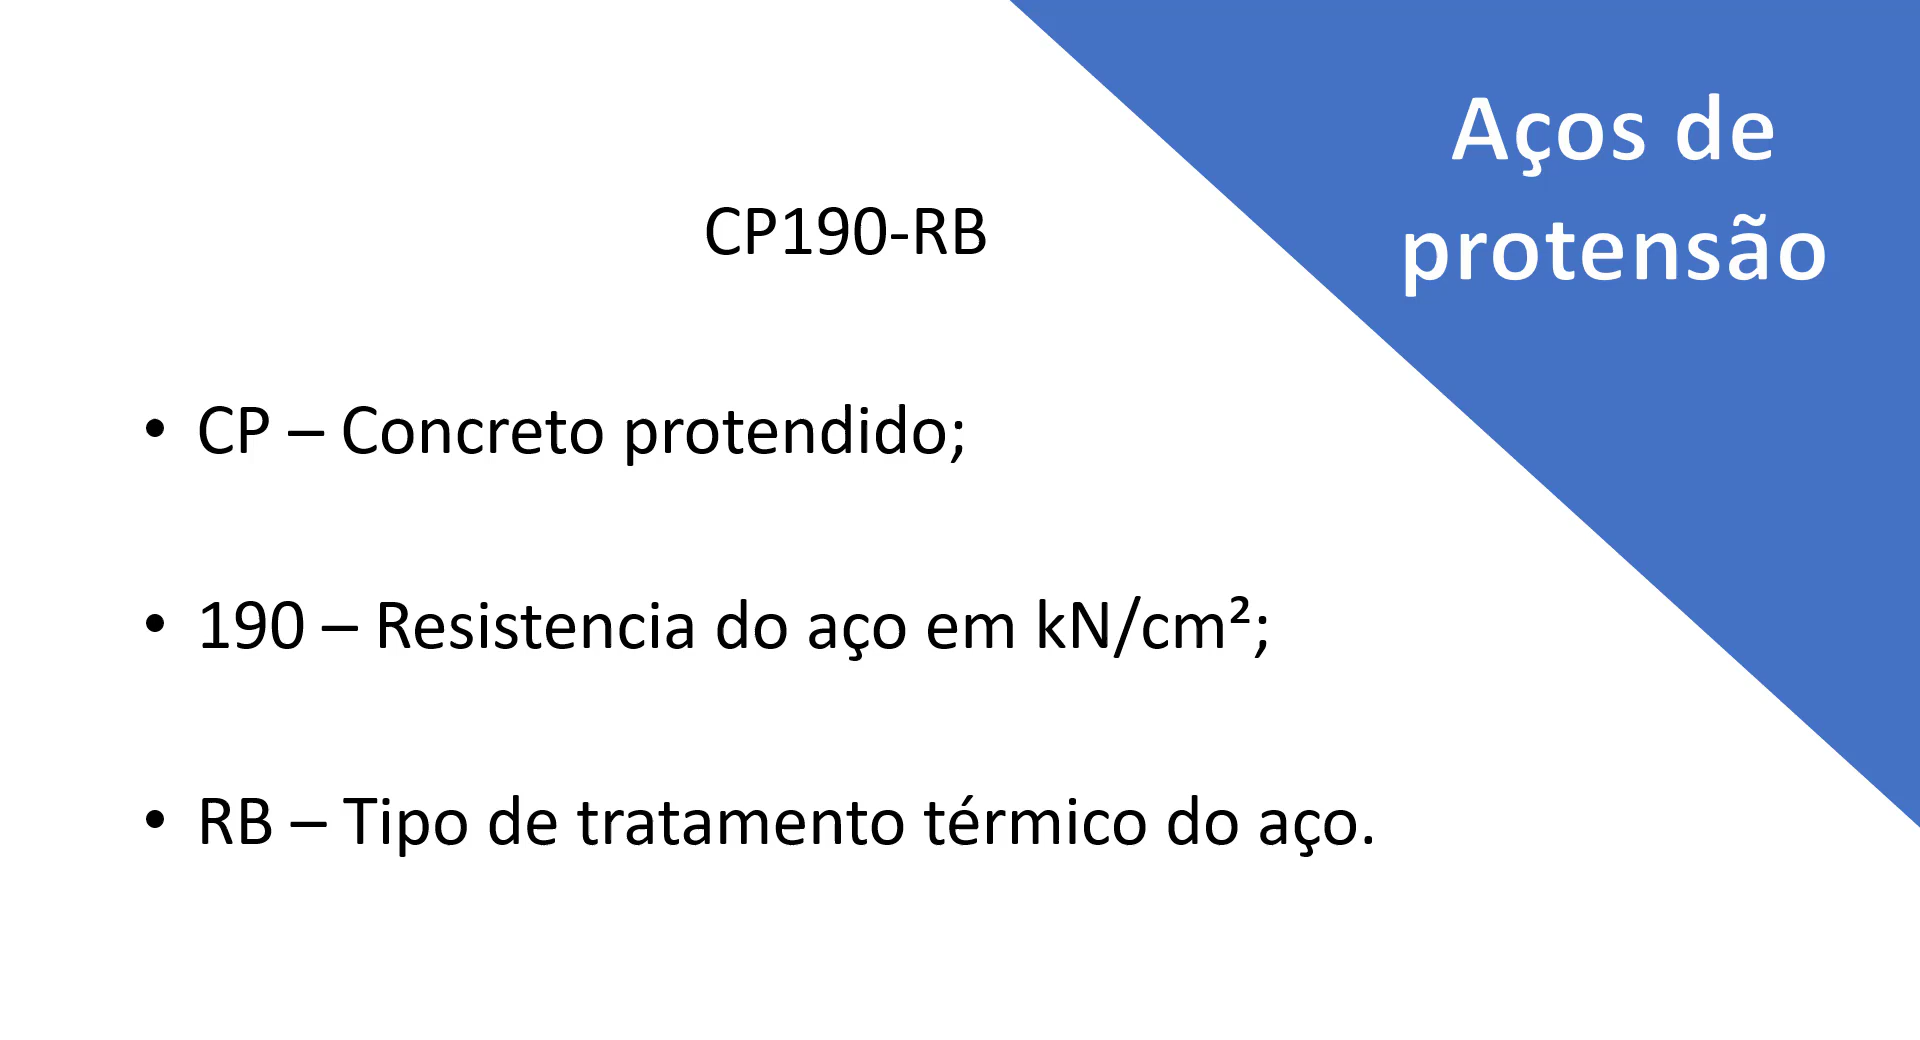 Aços de
protensão
CP190-RB
• CP – Concreto protendido;
• 190 – Resistencia do aço em kN/cm²;
• RB – Tipo de tratamento térmico do aço.